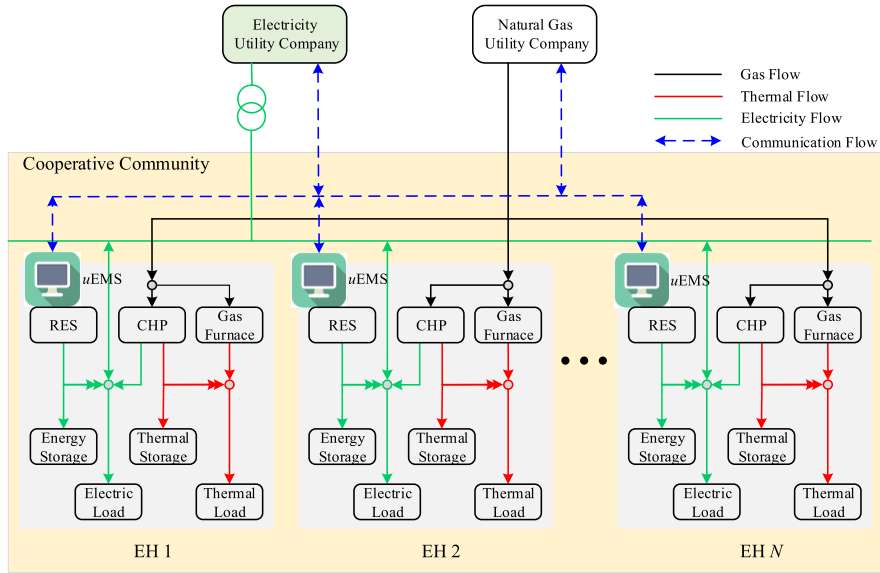 Electricity
Utility Company
Natural Gas
Utility Company
Gas Flow
Thermal Flow
Electricity Flow
Communication Flow
Cooperative Community
uEMS
RES
CHP
Gas
Furnace
Energy
Storage
Thermal
Storage
Electric
Load
Thermal
Load
EH 1
uEMS
RES
CHP
Gas
Furnace
Energy
Storage
Thermal
Storage
Electric
Load
Thermal
Load
EH 2
uEMS
RES
CHP
Gas
Furnace
Energy
Storage
Thermal
Storage
Electric
Load
Thermal
Load
EH N